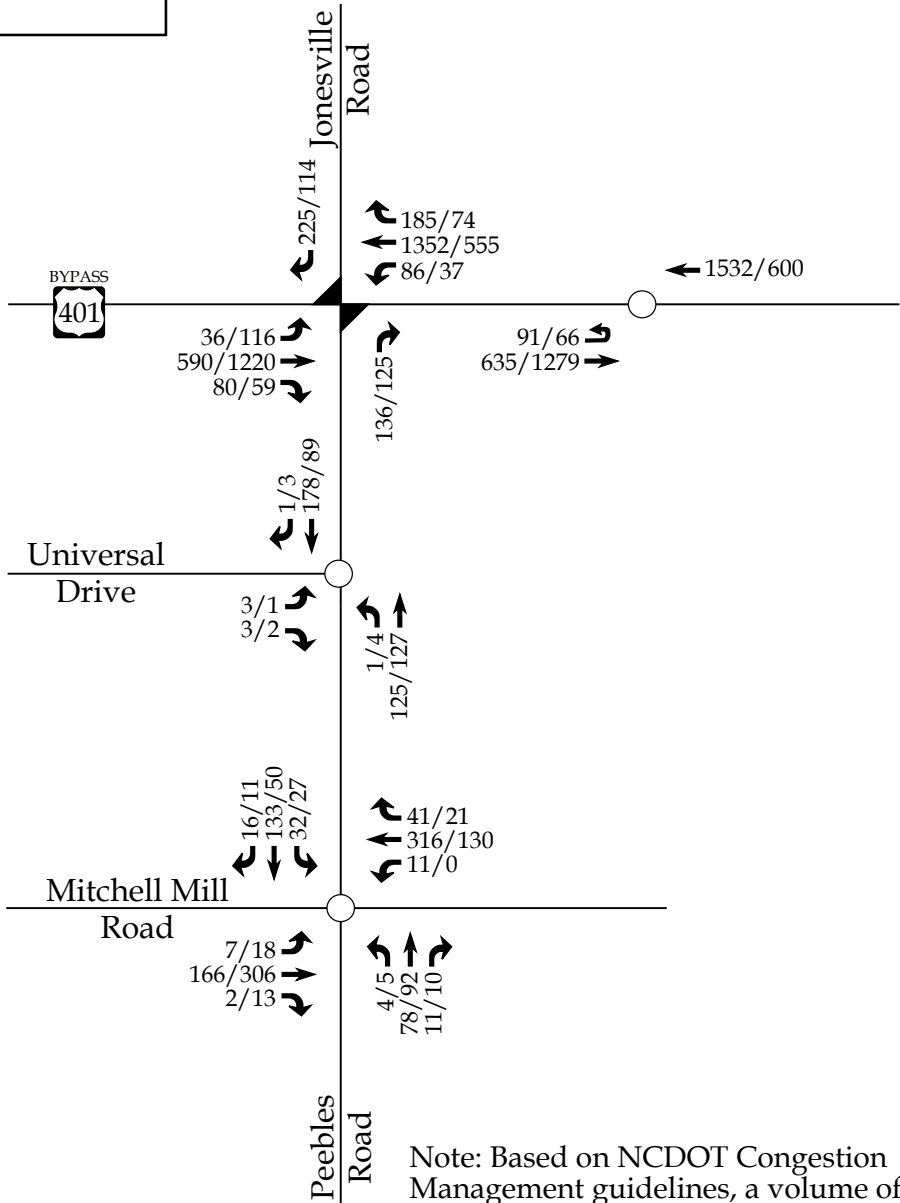 Jonesville
Road
225/114
185/74
1352/555
86/37
1532/600
BYPASS
401
36/116
590/1220
80/59
136/125
91/66
635/1279
1/3
178/89
Universal
Drive
3/1
3/2
1/4
125/127
16/11
133/50
32/27
41/21
316/130
11/0
Mitchell Mill
Road
7/18
166/306
2/13
4/5
78/92
11/10
Peebles
Road
Note: Based on NCDOT Congestion
Management guidelines, a volume of